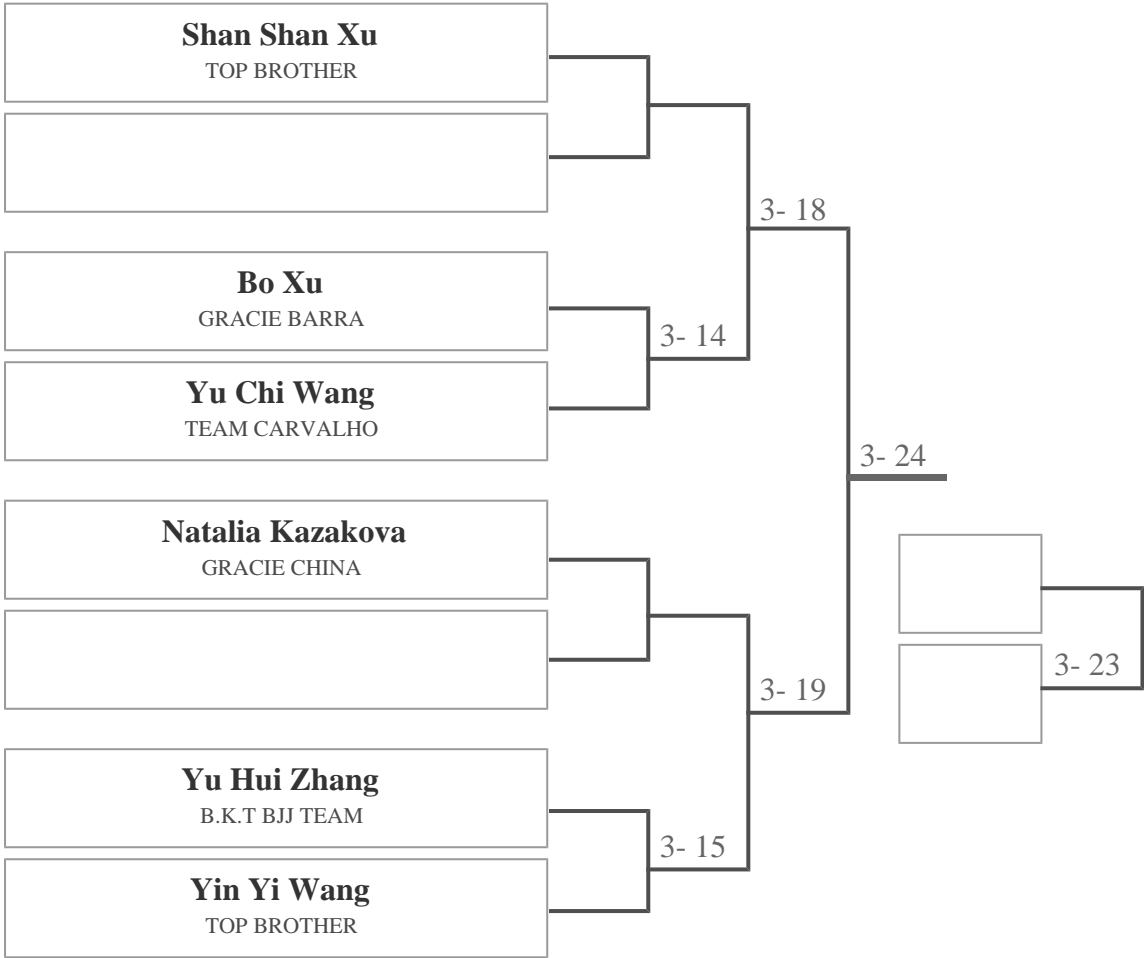 Shan Shan Xu
TOP BROTHER
3- 18
Bo Xu
GRACIE BARRA
3- 14
Yu Chi Wang
TEAM CARVALHO
3- 24
Natalia Kazakova
GRACIE CHINA
3- 23
3- 19
Yu Hui Zhang
B.K.T BJJ TEAM
3- 15
Yin Yi Wang
TOP BROTHER